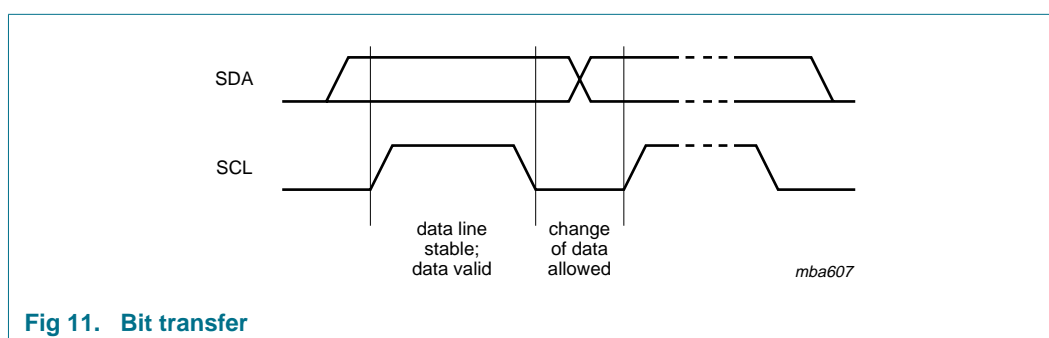 SDA
SCL
data line
stable;
data valid
change
of data
allowed
mba607
Fig 11. Bit transfer